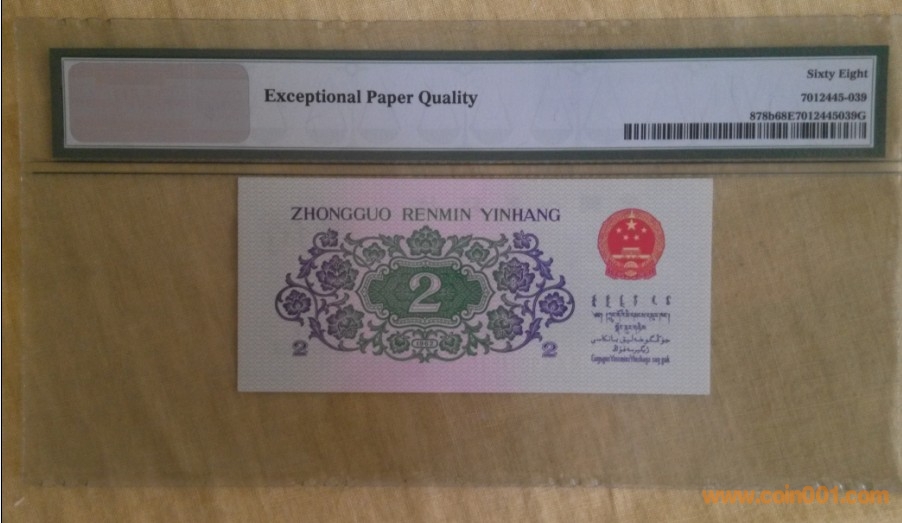 Sixty Eight
Exceptional Paper Quality
7012445-039
878b68E7012445039G
ZHONGGUO RENMIN YINHANG
2
2
2
www.coin001.com